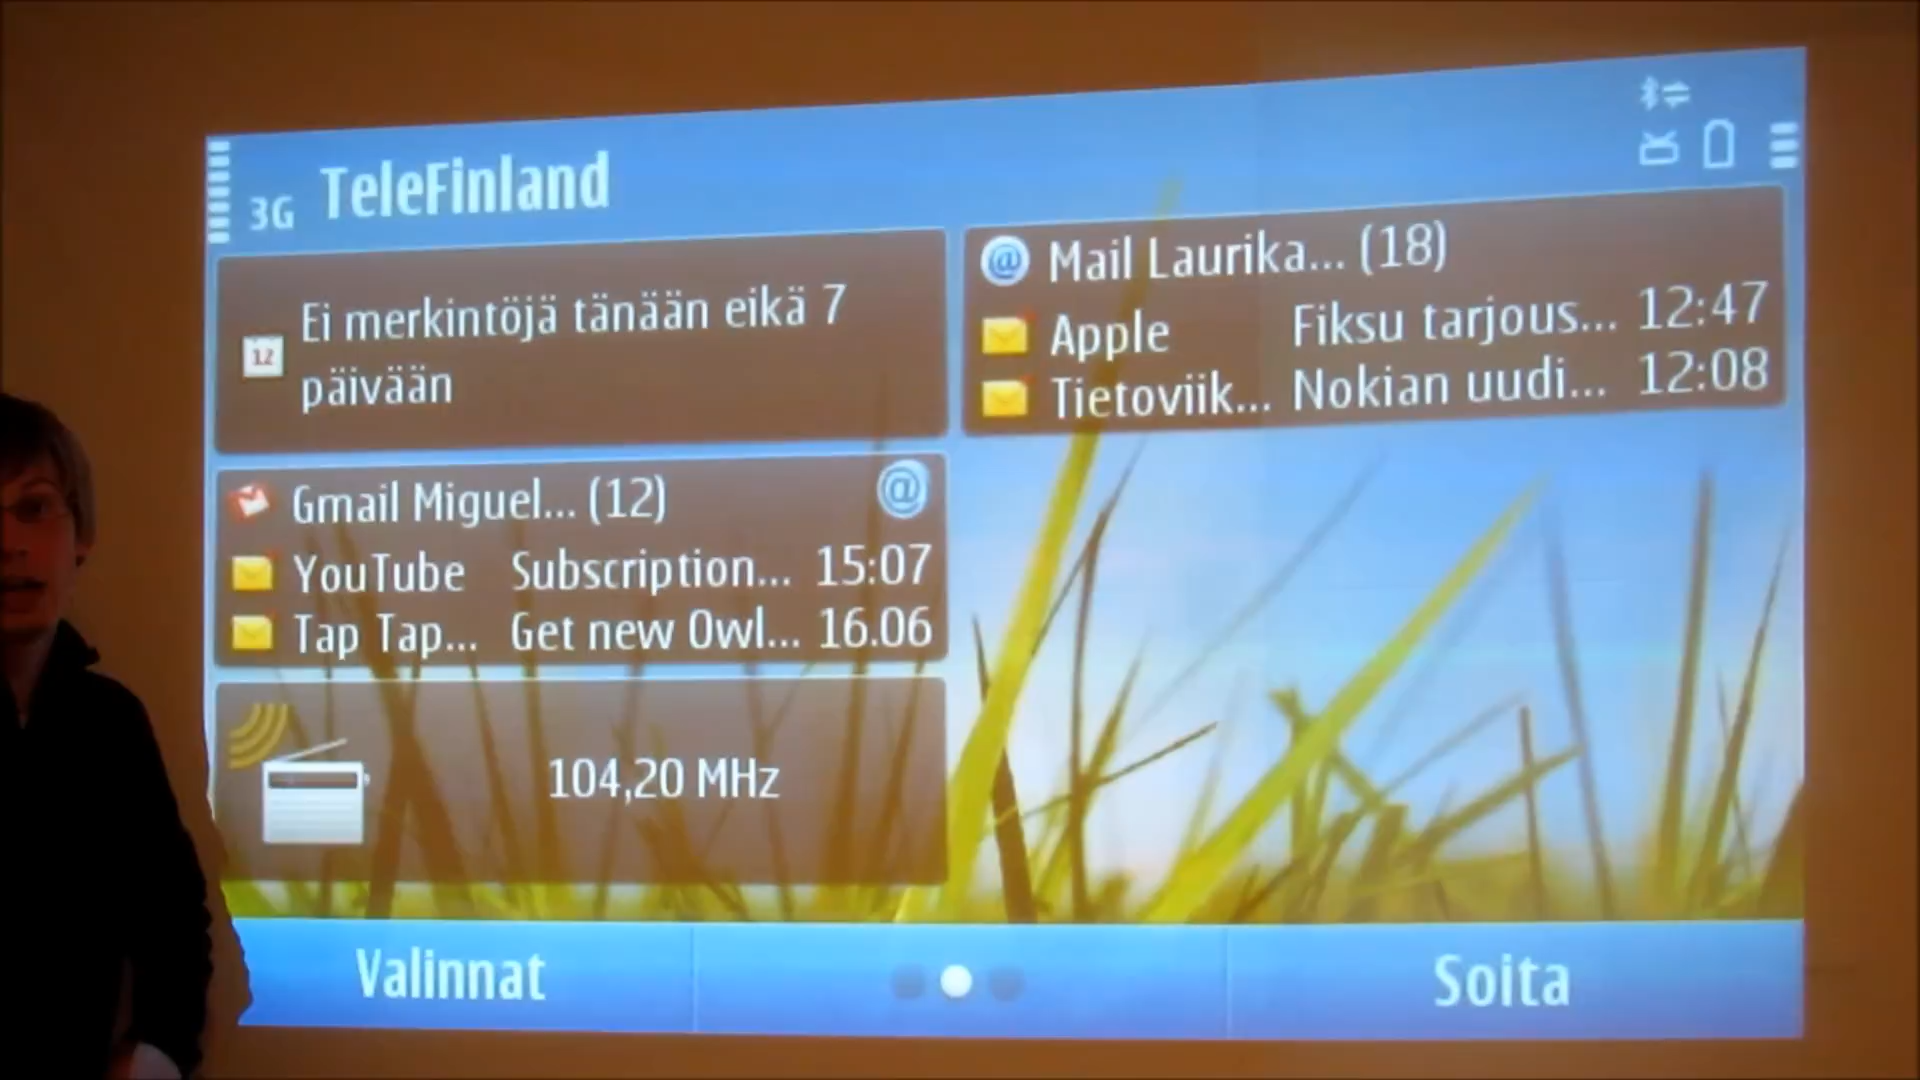 3G TeleFinland
12
Ei merkintöjä tänään eikä 7
päivään
Mail Laurika... (18)
Apple Fiksu tarjous... 12:47
Tietoviik... Nokian uudi... 12:08
Gmail Miguel... (12)
YouTube Subscription... 15:07
Tap Tap... Get new Owl... 16.06
104,20 MHz
Valinnat
Soita